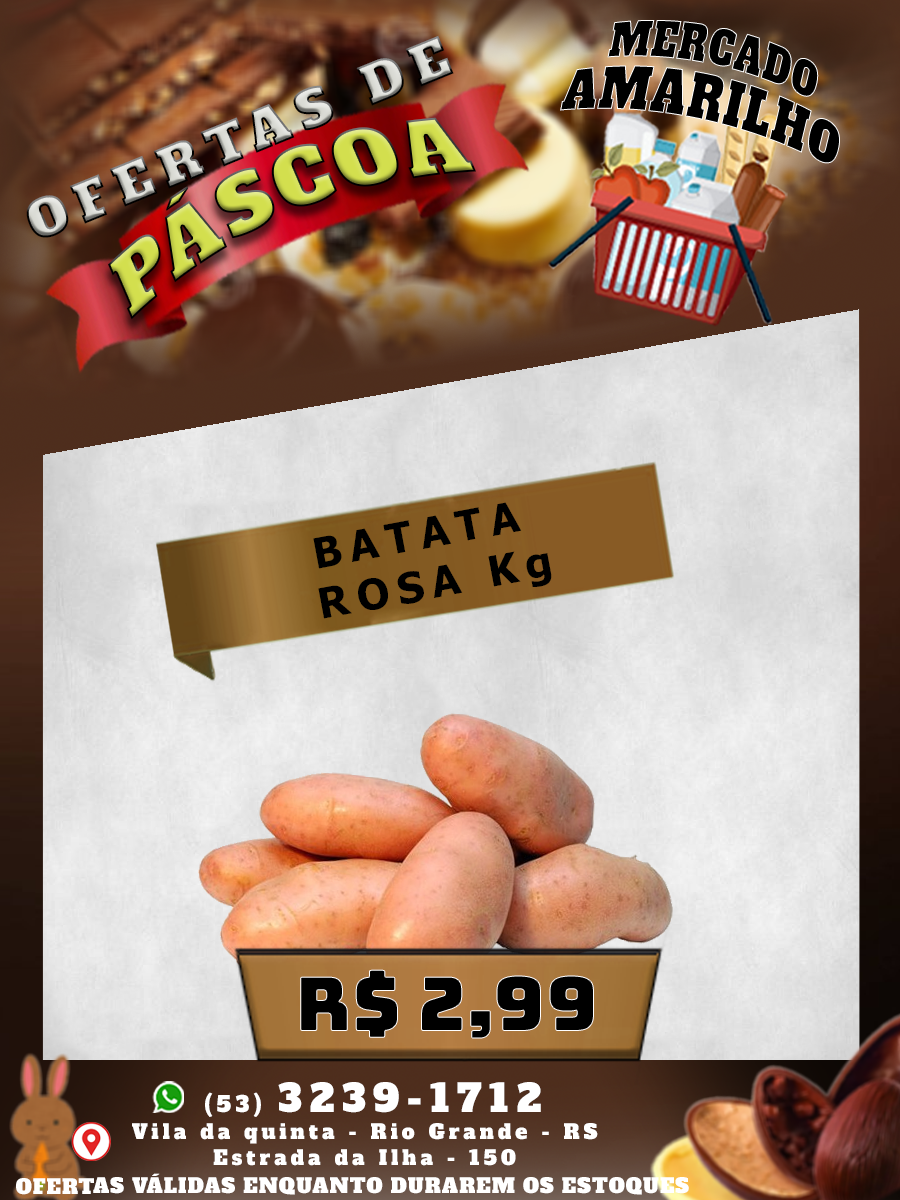 OFERTAS DE
PÁSCOA
MERCADO
AMARILHO
BATATA
ROSA Kg
R$ 2,99
(53) 3239-1712
Vila da quinta - Rio Grande - RS
Estrada da Ilha - 150
OFERTAS VÁLIDAS ENQUANTO DURAREM OS ESTOQUES